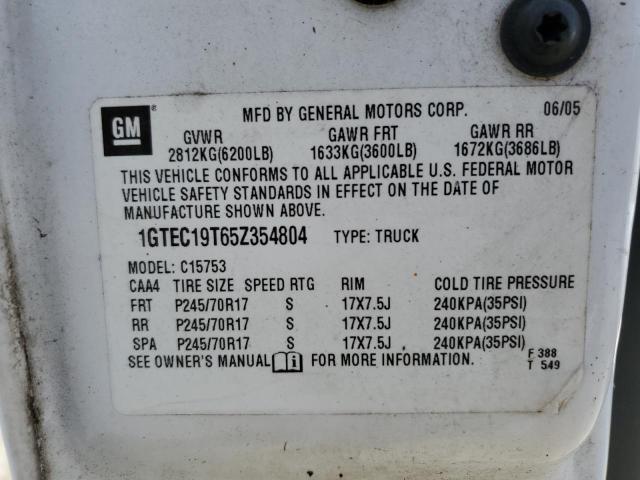 GM ® MFD BY GENERAL MOTORS CORP. 06/05
GVWR GAWR FRT GAWR RR
2812KG(6200LB) 1633KG(3600LB) 1672KG(3686LB)
THIS VEHICLE CONFORMS TO ALL APPLICABLE U.S. FEDERAL MOTOR
VEHICLE SAFETY STANDARDS IN EFFECT ON THE DATE OF
MANUFACTURE SHOWN ABOVE.
1GTEC19T65Z354804 TYPE: TRUCK
MODEL: C15753
CAA4 TIRE SIZE SPEED RTG RIM COLD TIRE PRESSURE
FRT P245/70R17 S 17X7.5J 240KPA(35PSI)
RR P245/70R17 S 17X7.5J 240KPA(35PSI)
SPA P245/70R17 S 17X7.5J 240KPA(35PSI)
SEE OWNER'S MANUAL i FOR MORE INFORMATION. F 388
T 549